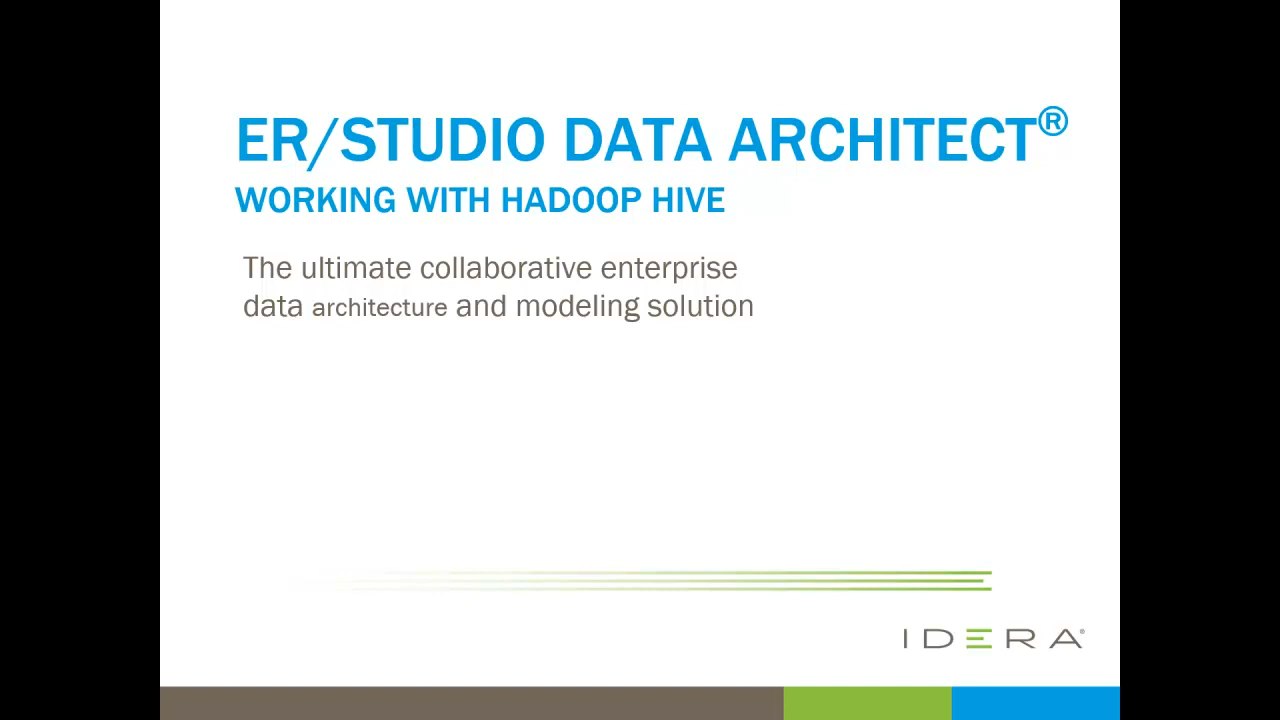 ER/STUDIO DATA ARCHITECT®
WORKING WITH HADOOP HIVE
The ultimate collaborative enterprise
data architecture and modeling solution
IDERA®